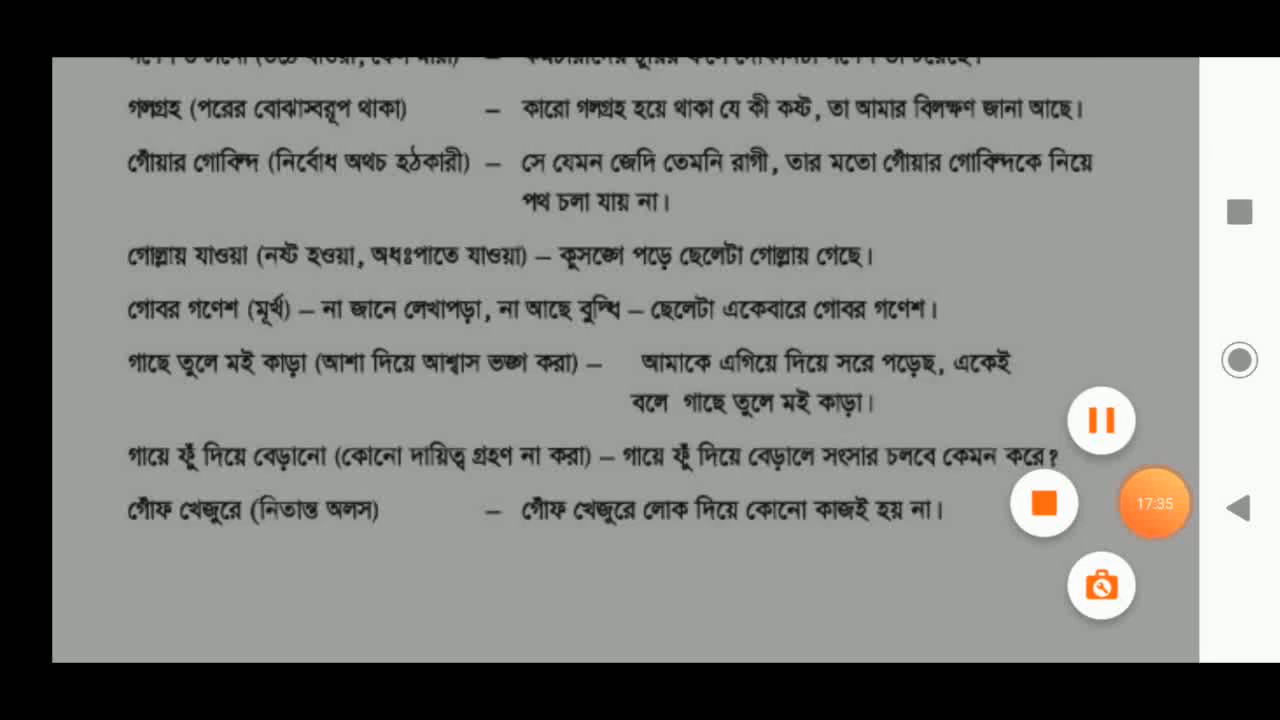 গলগ্রহ (পরের বোঝাস্বরূপ থাকা) – কারো গলগ্রহ হয়ে থাকা যে কী কষ্ট, তা আমার বিলক্ষণ জানা আছে।
গোঁয়ার গোবিন্দ (নির্বোধ অথচ হঠকারী) – সে যেমন জেদি তেমনি রাগী, তার মতো গোঁয়ার গোবিন্দকে নিয়ে
পথ চলা যায় না।
গোল্লায় যাওয়া (নষ্ট হওয়া, অধঃপাতে যাওয়া) – কুসঙ্গে পড়ে ছেলেটা গোল্লায় গেছে।
গোবর গণেশ (মূর্খ) – না জানে লেখাপড়া, না আছে বুদ্ধি – ছেলেটা একেবারে গোবর গণেশ।
গাছে তুলে মই কাড়া (আশা দিয়ে আশ্বাস ভঙ্গ করা) – আমাকে এগিয়ে দিয়ে সরে পড়েছ, একেই
বলে গাছে তুলে মই কাড়া।
গায়ে ফুঁ দিয়ে বেড়ানো (কোনো দায়িত্ব গ্রহণ না করা) – গায়ে ফুঁ দিয়ে বেড়ালে সংসার চলবে কেমন করে?
গোঁফ খেজুরে (নিতান্ত অলস) – গোঁফ খেজুরে লোক দিয়ে কোনো কাজই হয় না।
17:35